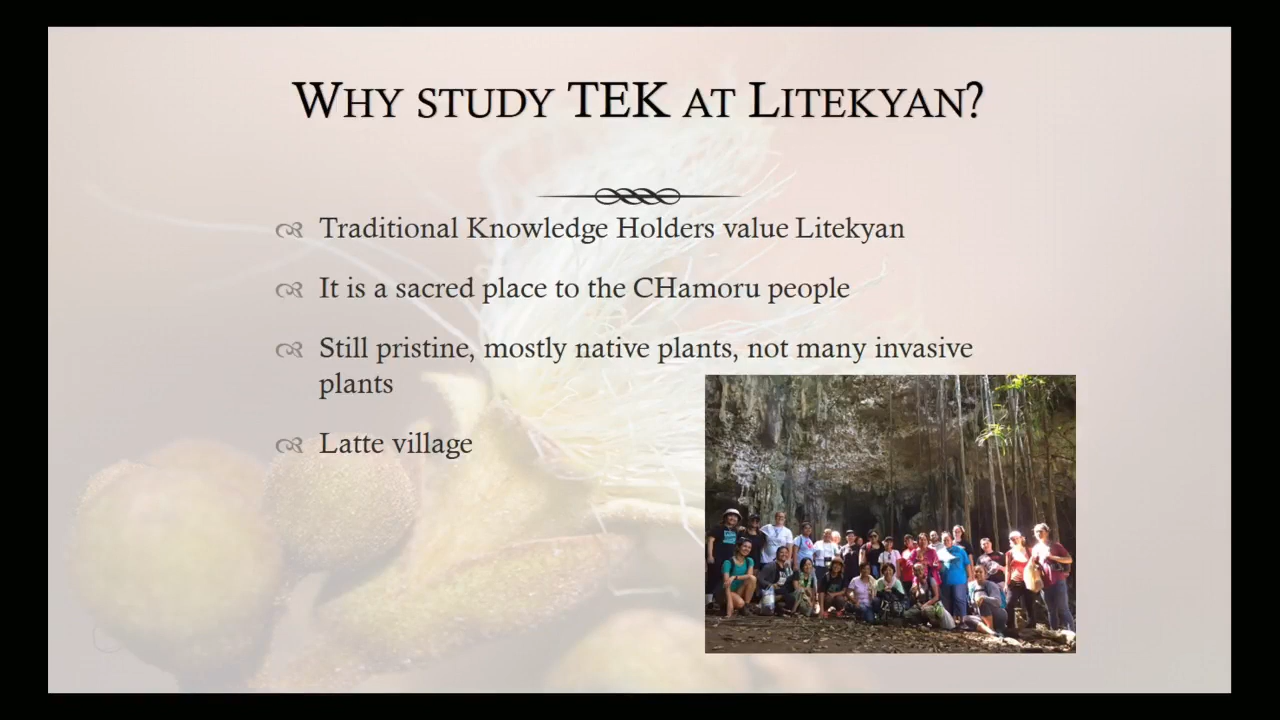 WHY STUDY TEK AT LITEKYAN?
Traditional Knowledge Holders value Litekyan
It is a sacred place to the CHamoru people
Still pristine, mostly native plants, not many invasive
plants
Latte village